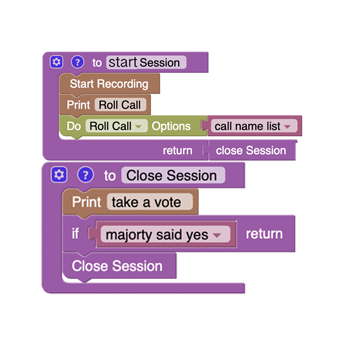 ? to start Session
Start Recording
Print Roll Call
Do Roll Call Options call name list
return close Session
? to Close Session
Print take a vote
if majorty said yes return
Close Session